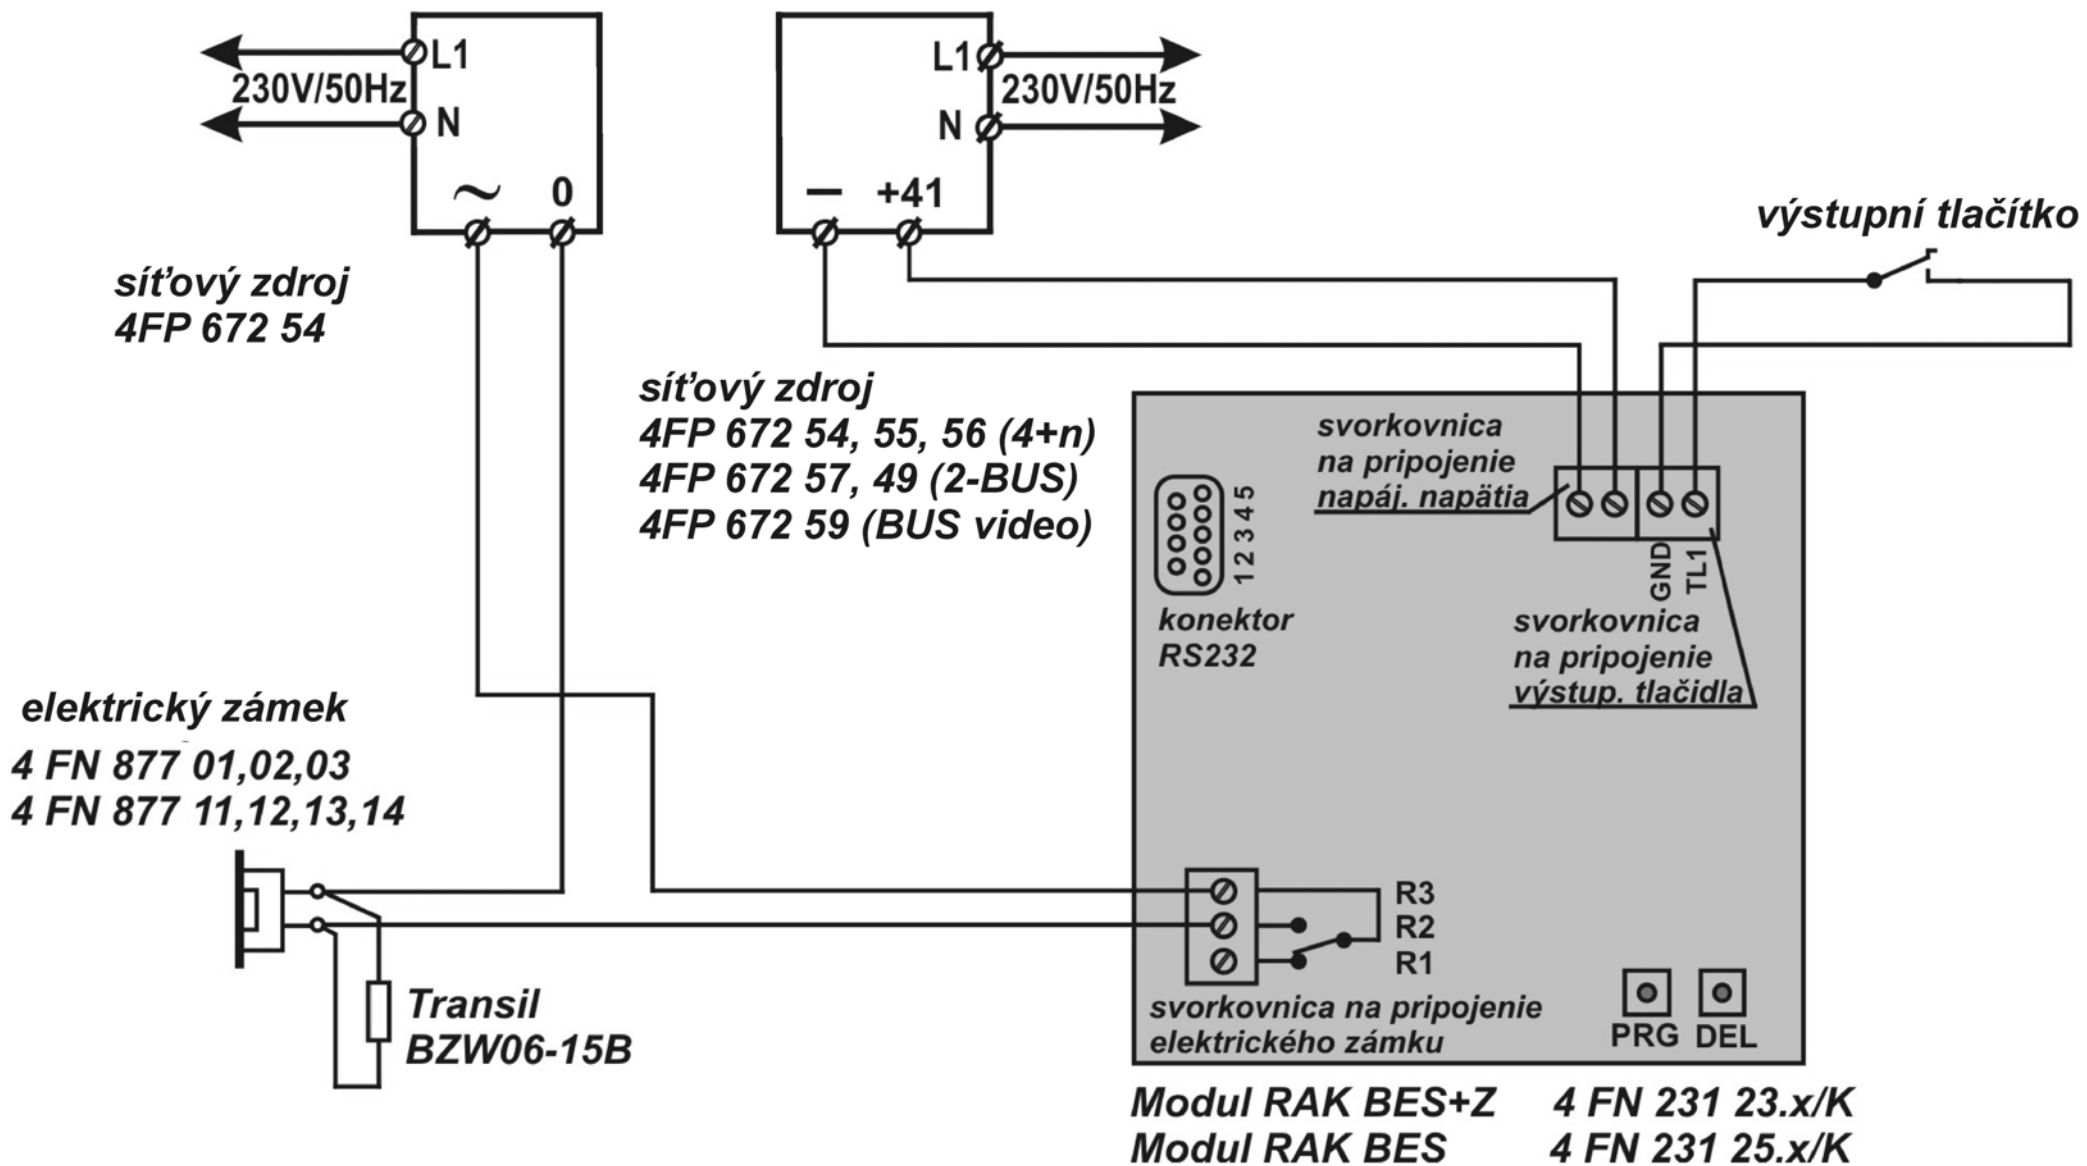 L1
230V/50Hz
N
~ 0
L1
230V/50Hz
N
– +41
výstupní tlačítko
síťový zdroj
4FP 672 54
síťový zdroj
4FP 672 54, 55, 56 (4+n)
4FP 672 57, 49 (2-BUS)
4FP 672 59 (BUS video)
svorkovnica
na pripojenie
napáj. napätia
1 2 3 4 5
konektor
RS232
GND
TL1
svorkovnica
na pripojenie
výstup. tlačidla
elektrický zámek
4 FN 877 01,02,03
4 FN 877 11,12,13,14
Transil
BZW06-15B
R3
R2
R1
svorkovnica na pripojenie
elektrického zámku
PRG DEL
Modul RAK BES+Z 4 FN 231 23.x/K
Modul RAK BES 4 FN 231 25.x/K